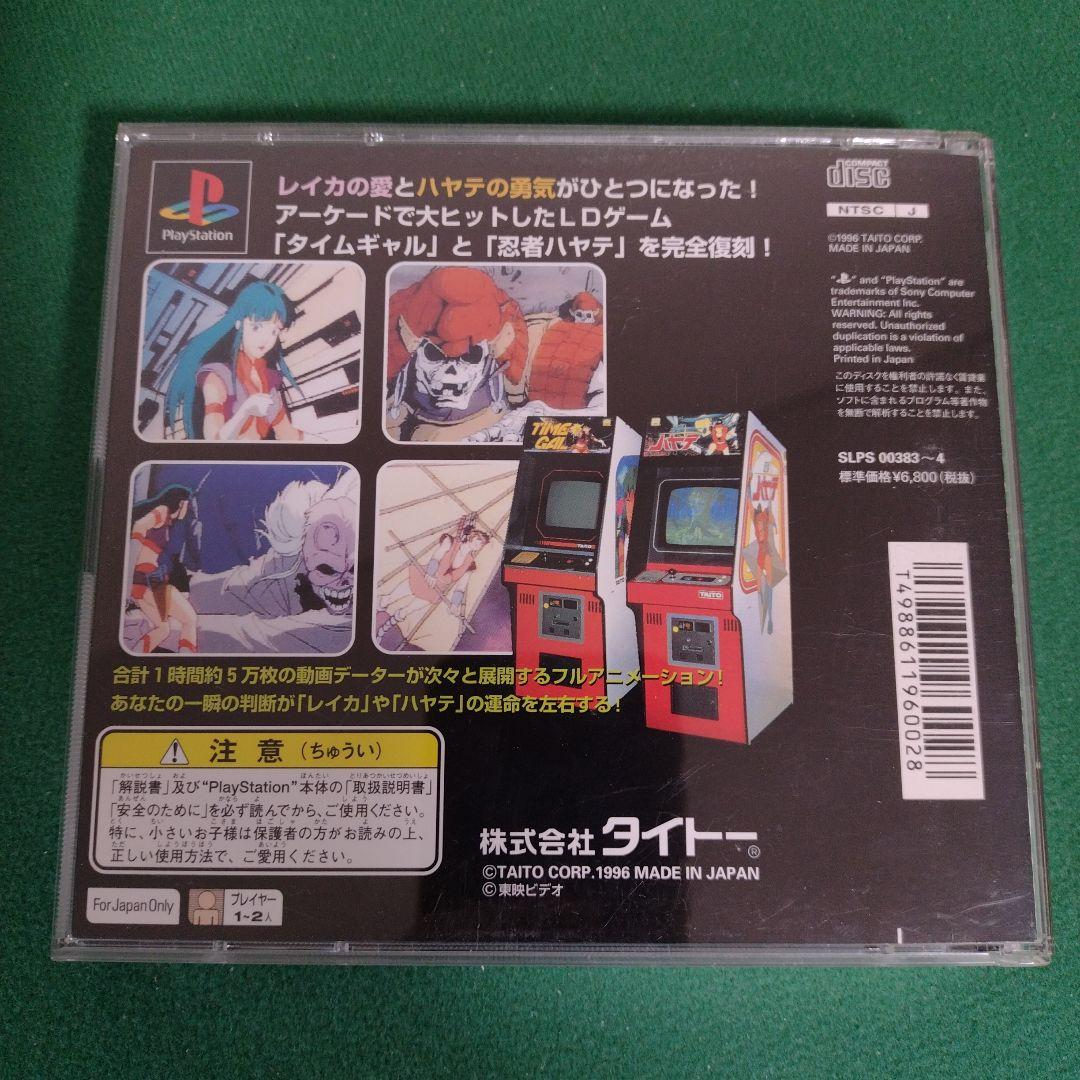 PlayStation
レイカの愛とハヤテの勇気がひとつになった！
アーケードで大ヒットしたLDゲーム
「タイムギャル」と「忍者ハヤテ」を完全復刻！
COMPACT
disc
NTSC J
©1996 TAITO CORP.
MADE IN JAPAN
" " and "PlayStation" are
trademarks of Sony Computer
Entertainment Inc.
WARNING: All rights
reserved. Unauthorized
duplication is a violation of
applicable laws.
Printed in Japan
このディスクを権利者の許諾なく賃貸業
に使用することを禁止します。また、
ソフトに含まれるプログラム等著作物
を無断で解析することを禁止します。
SLPS 00383～4
標準価格¥6,800(税抜)
TIME GAL
ハヤテ
TAITO
TAITO
T4988611960028
合計1時間約5万枚の動画データーが次々と展開するフルアニメーション！
あなたの一瞬の判断が「レイカ」や「ハヤテ」の運命を左右する！
注意（ちゅうい）
「解説書」及び"PlayStation"本体の「取扱説明書」
「安全のために」を必ず読んでから、ご使用ください。
特に、小さいお子様は保護者の方がお読みの上、
正しい使用方法で、ご愛用ください。
株式会社タイトー®
©TAITO CORP.1996 MADE IN JAPAN
©東映ビデオ
For Japan Only
プレイヤー
1~2人